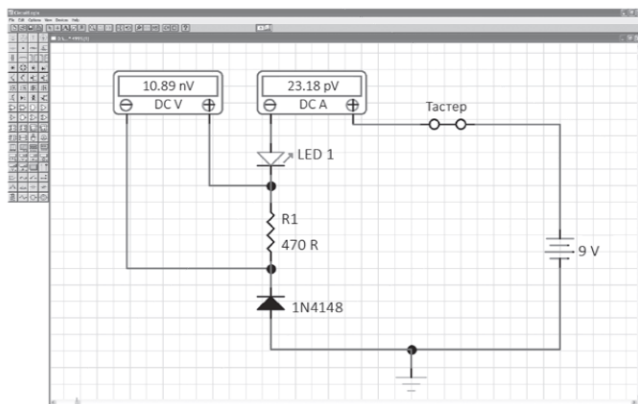 10.89 nV
DC V
23.18 pV
DC A
Тастер
LED 1
R1
470 R
9 V
1N4148